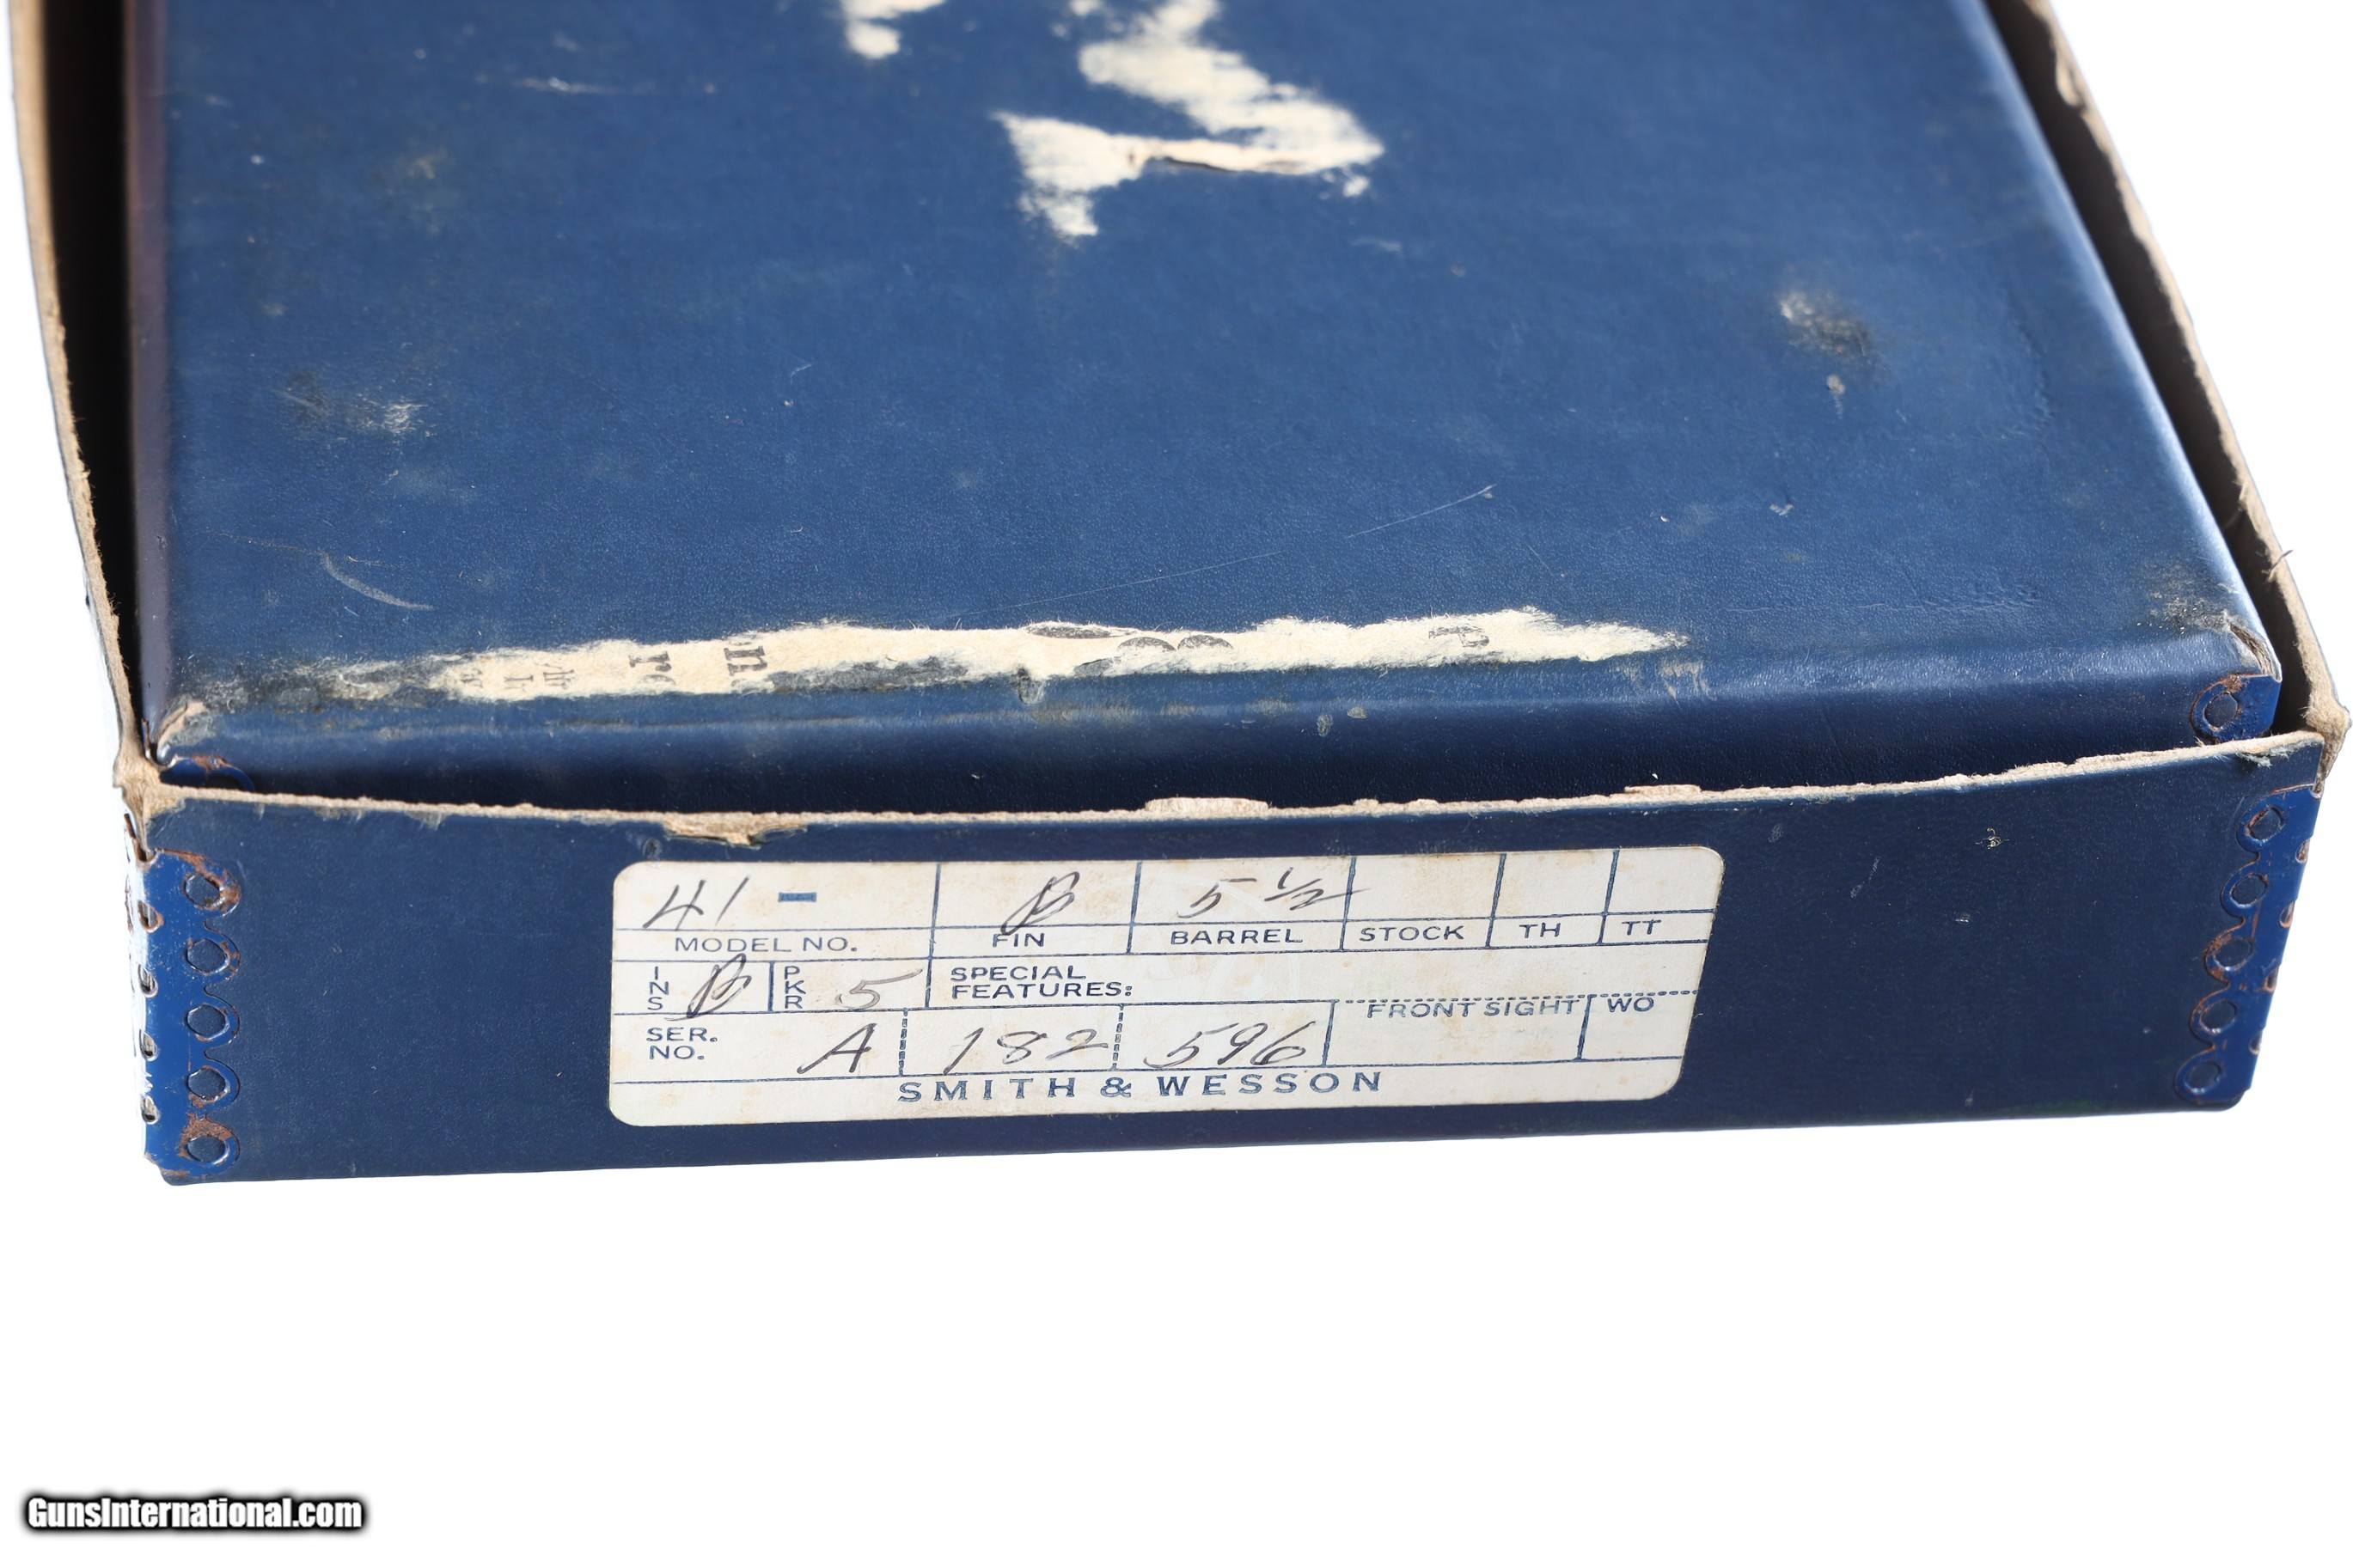 41 - B 5 1/2
MODEL NO. FIN BARREL STOCK TH TT
INS B PKR 5 SPECIAL
FEATURES:
FRONT SIGHT WO
SER.
NO. A 182 596
SMITH & WESSON
GunsInternational.com